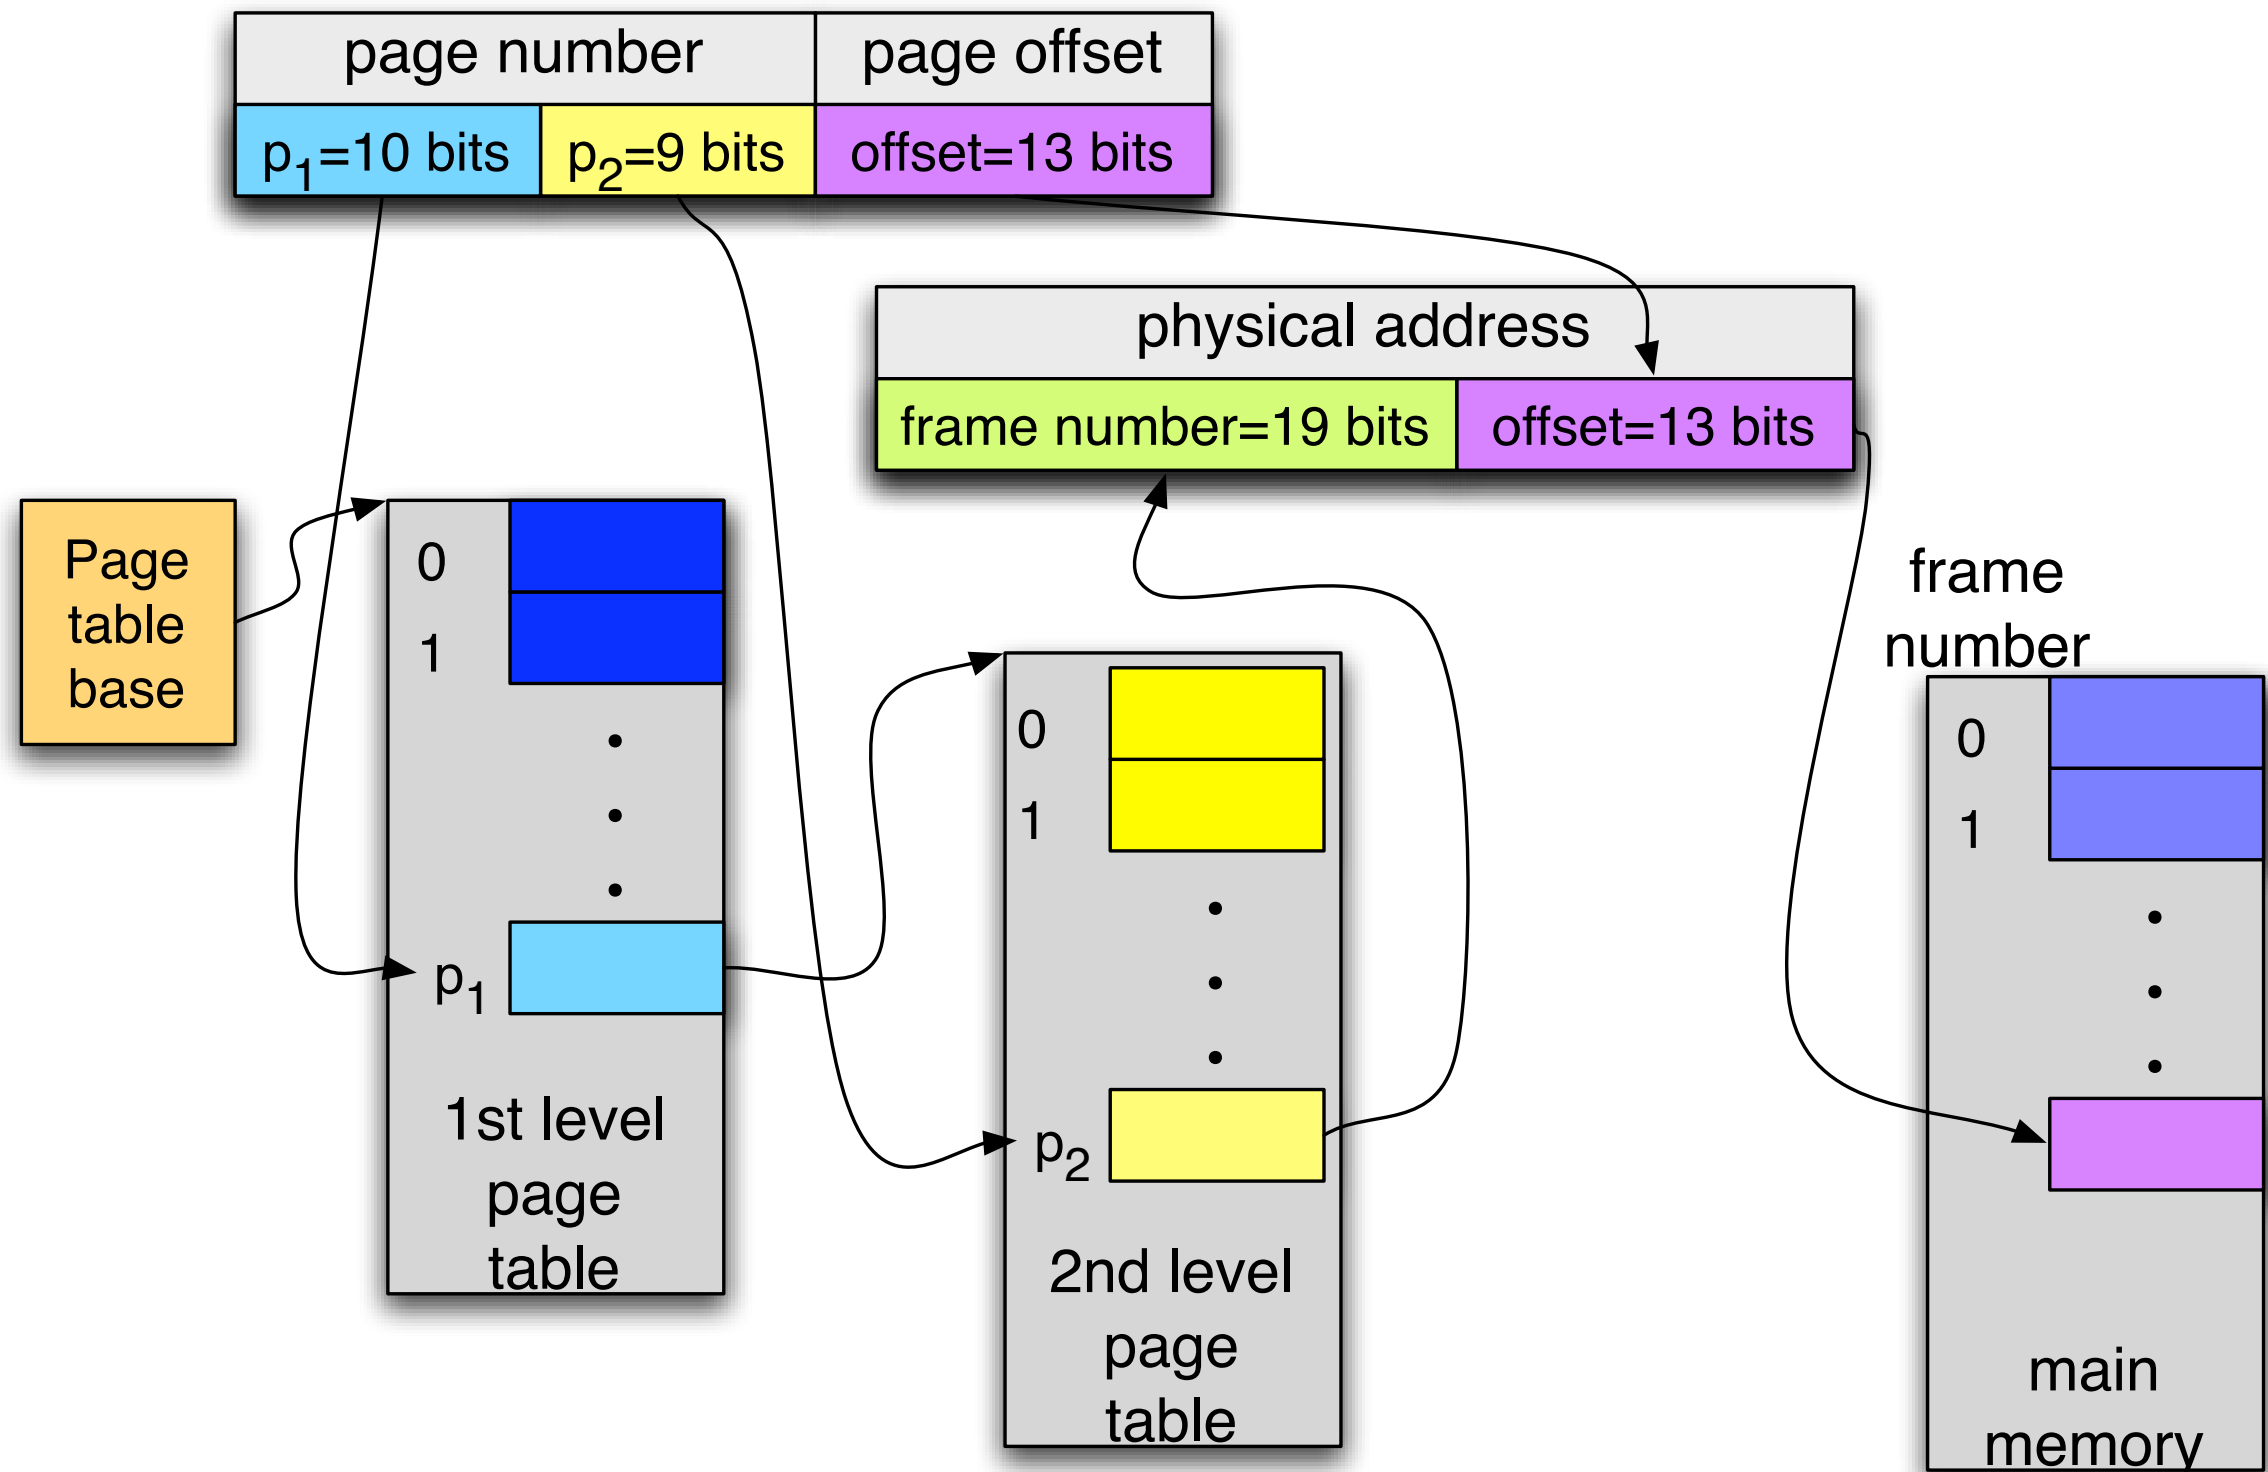 page number
page offset
p1=10 bits
p2=9 bits
offset=13 bits
physical address
frame number=19 bits
offset=13 bits
Page
table
base
0
1
p1
1st level
page
table
0
1
p2
2nd level
page
table
frame
number
0
1
main
memory